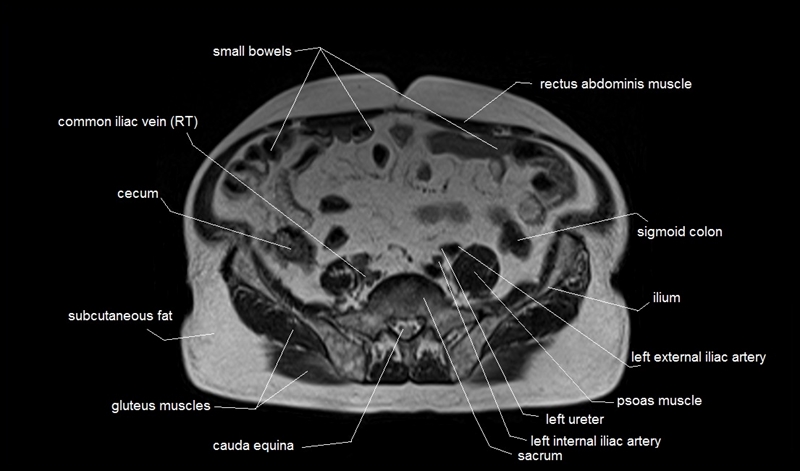 small bowels
rectus abdominis muscle
common iliac vein (RT)
cecum
sigmoid colon
ilium
subcutaneous fat
left external iliac artery
psoas muscle
gluteus muscles
left ureter
left internal iliac artery
cauda equina
sacrum